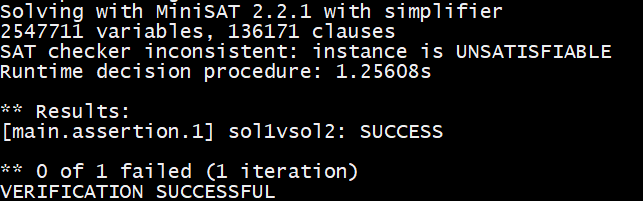 Solving with MiniSAT 2.2.1 with simplifier
2547711 variables, 136171 clauses
SAT checker inconsistent: instance is UNSATISFIABLE
Runtime decision procedure: 1.25608s
** Results:
[main.assertion.1] sol1vsol2: SUCCESS
** 0 of 1 failed (1 iteration)
VERIFICATION SUCCESSFUL